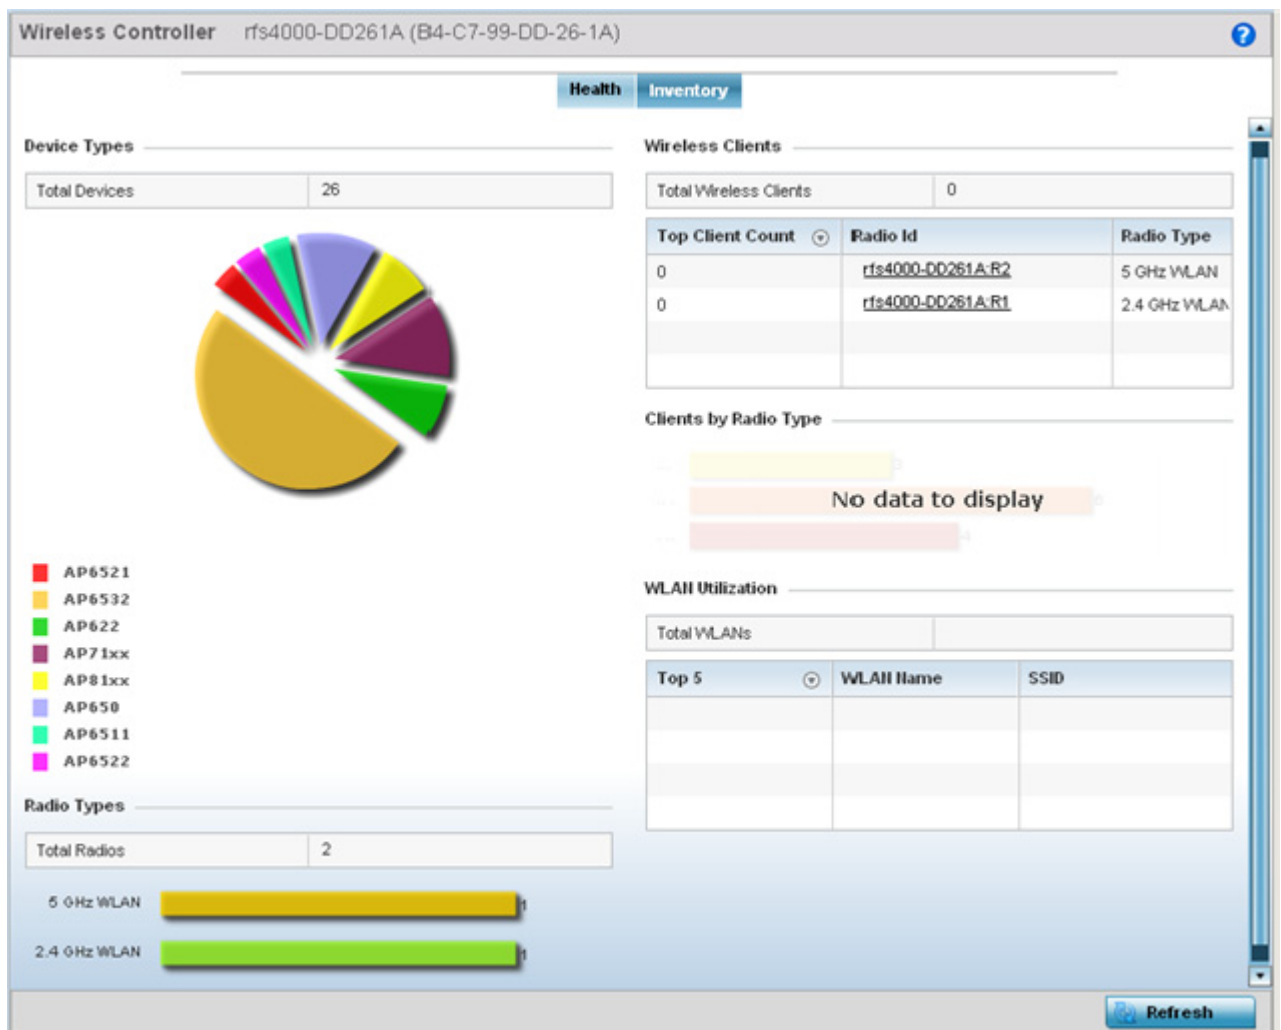 Wireless Controller rfs4000-DD261A (B4-C7-99-DD-26-1A)
?
Health Inventory
Device Types
Total Devices 26
AP6521
AP6532
AP622
AP71xx
AP81xx
AP650
AP6511
AP6522
Radio Types
Total Radios 2
5 GHz WLAN 1
2.4 GHz WLAN 1
Wireless Clients
Total Wireless Clients 0
Top Client Count Radio Id Radio Type
0 rfs4000-DD261A:R2 5 GHz WLAN
0 rfs4000-DD261A:R1 2.4 GHz WLAN
Clients by Radio Type
No data to display
WLAN Utilization
Total WLANs
Top 5 WLAN Name SSID
Refresh